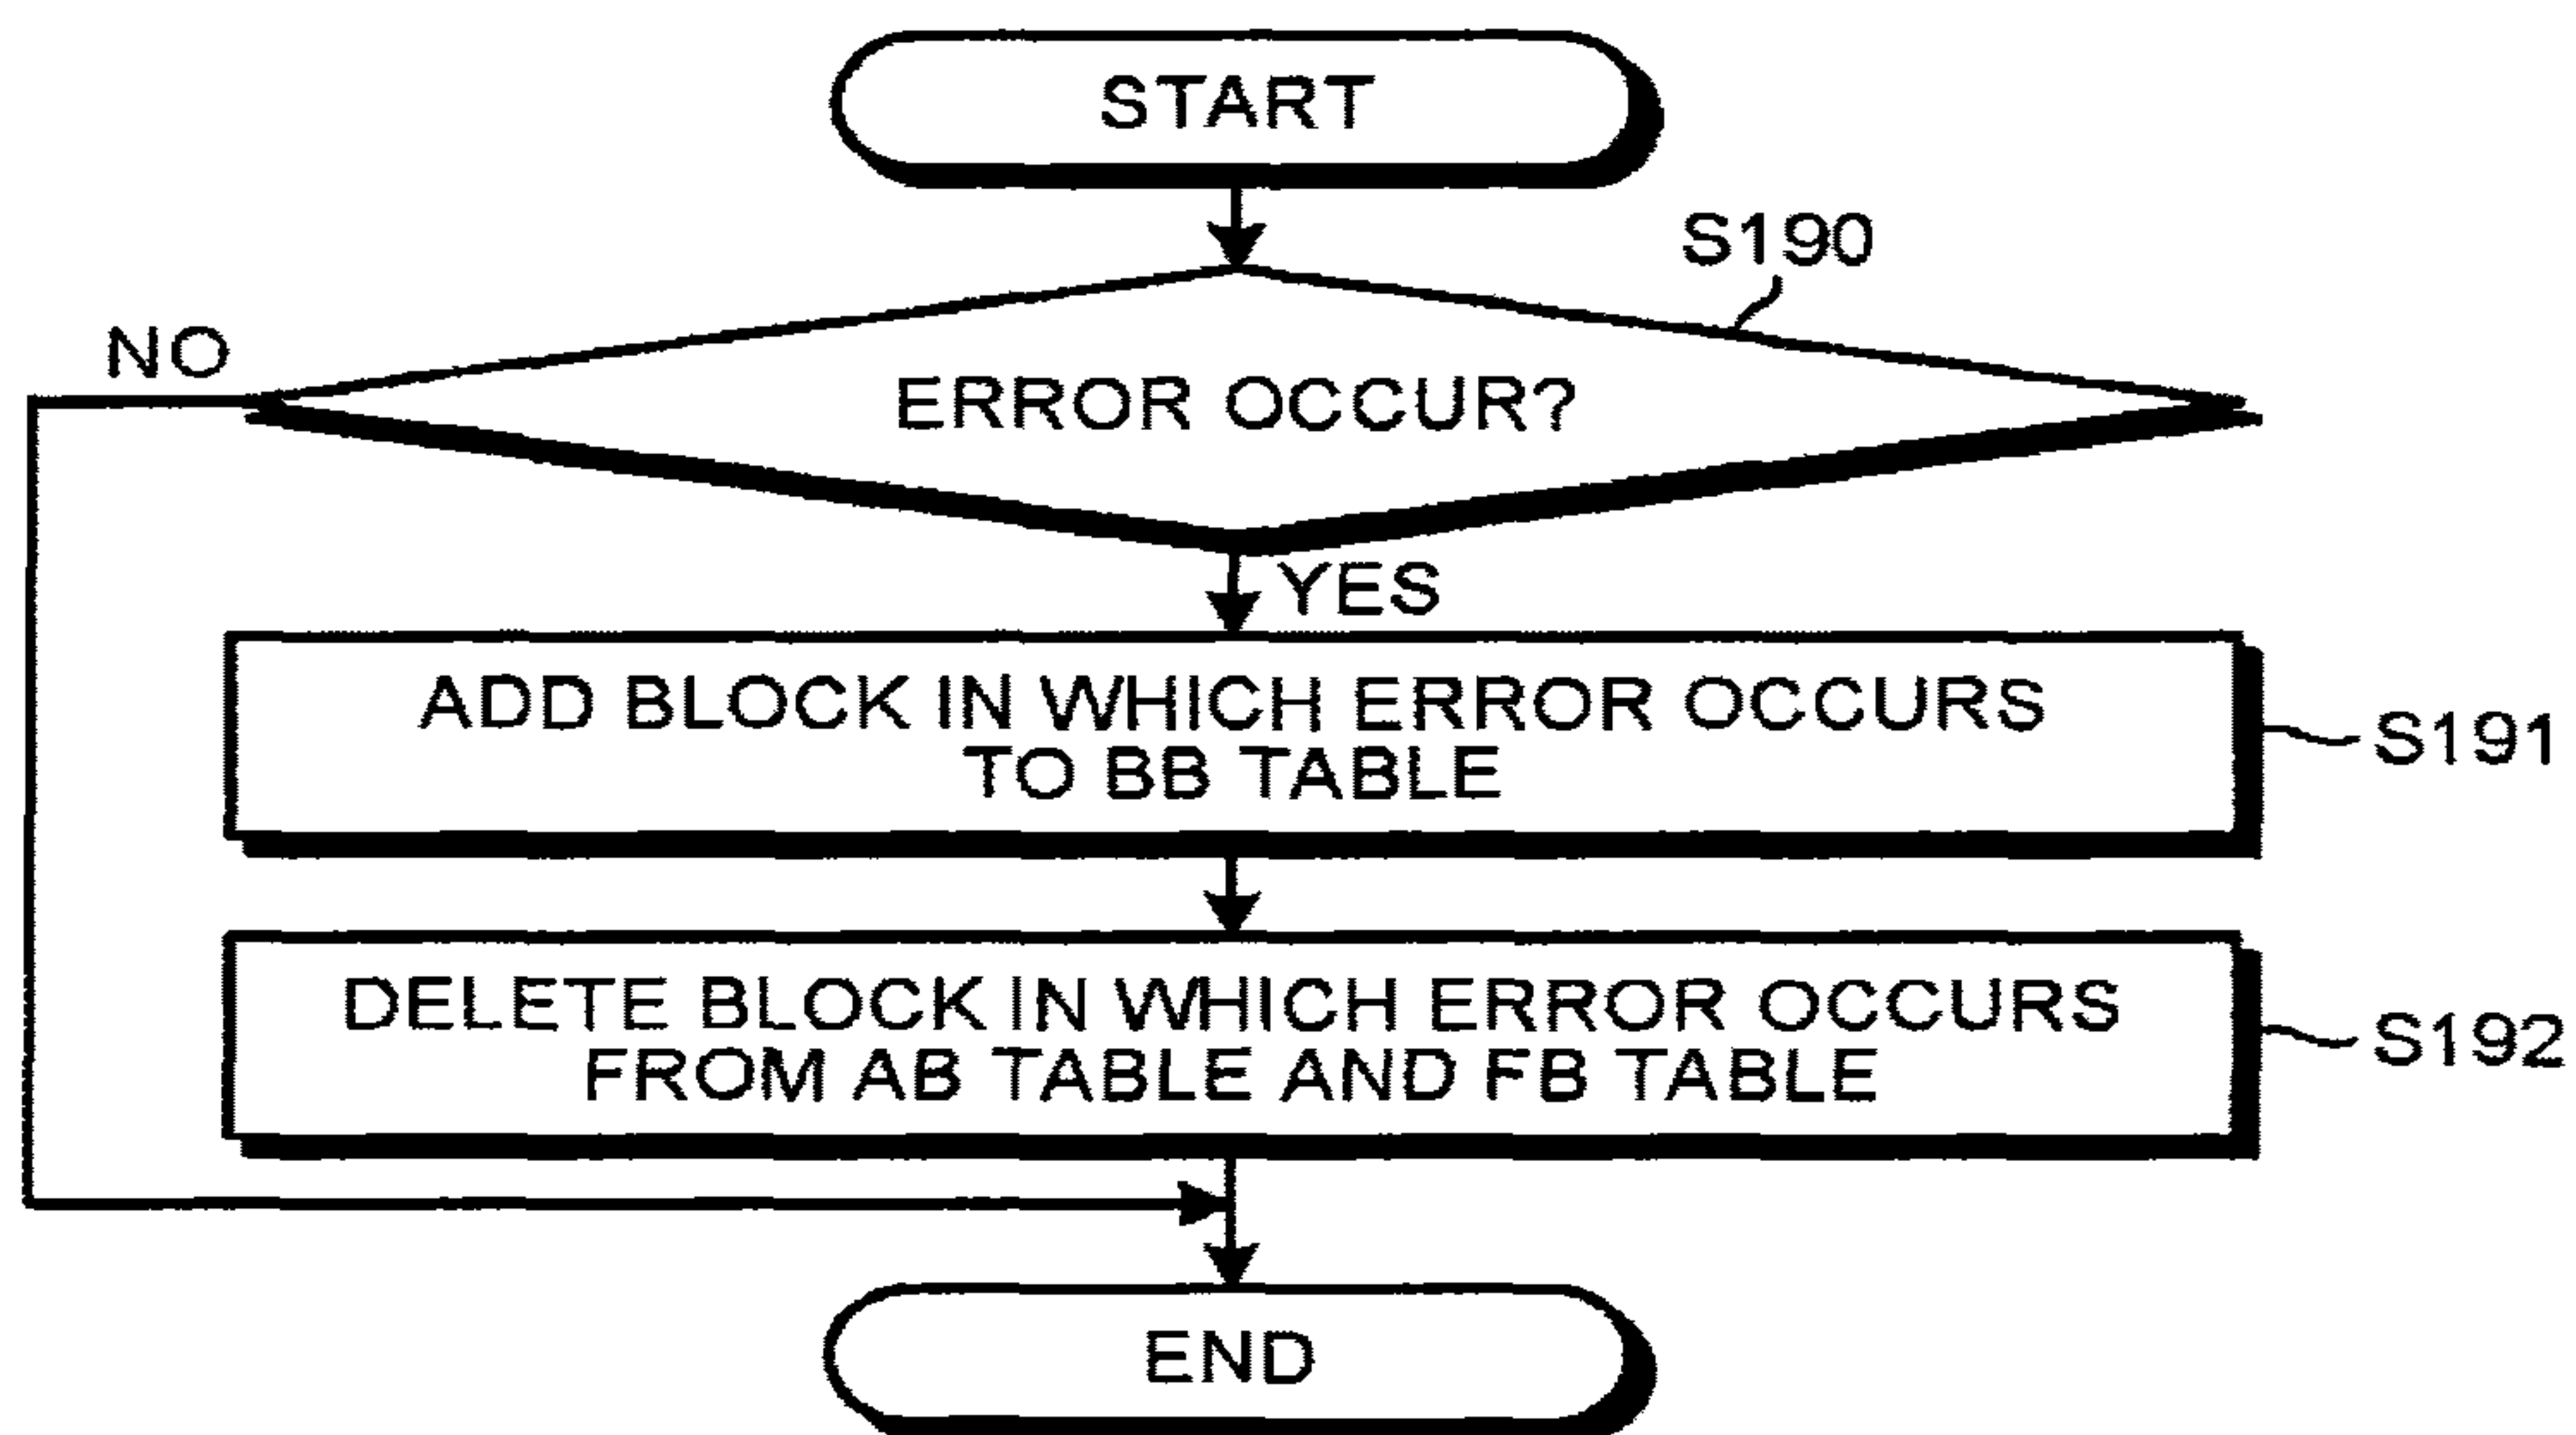 START
S190
NO
ERROR OCCUR?
YES
ADD BLOCK IN WHICH ERROR OCCURS
TO BB TABLE
S191
DELETE BLOCK IN WHICH ERROR OCCURS
FROM AB TABLE AND FB TABLE
S192
END